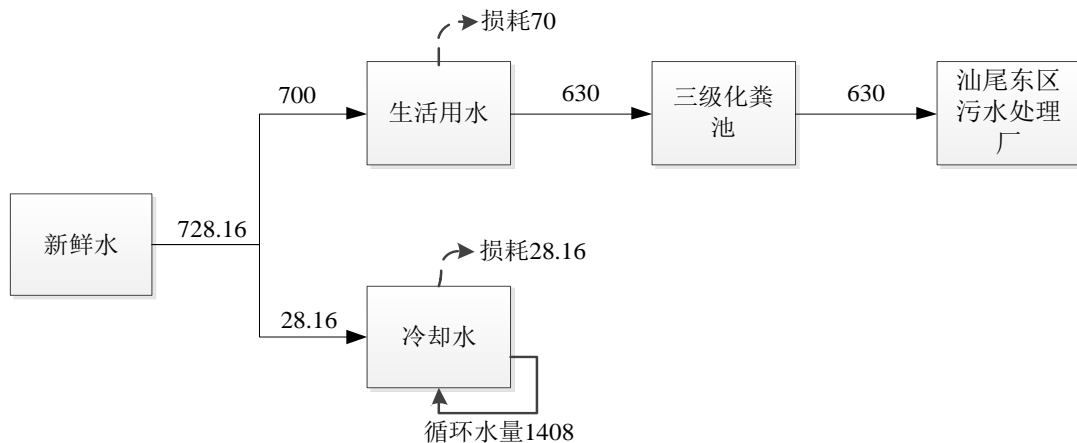 损耗70
700
生活用水
630
三级化粪
池
630
汕尾东区
污水处理
厂
新鲜水
728.16
损耗28.16
28.16
冷却水
循环水量1408